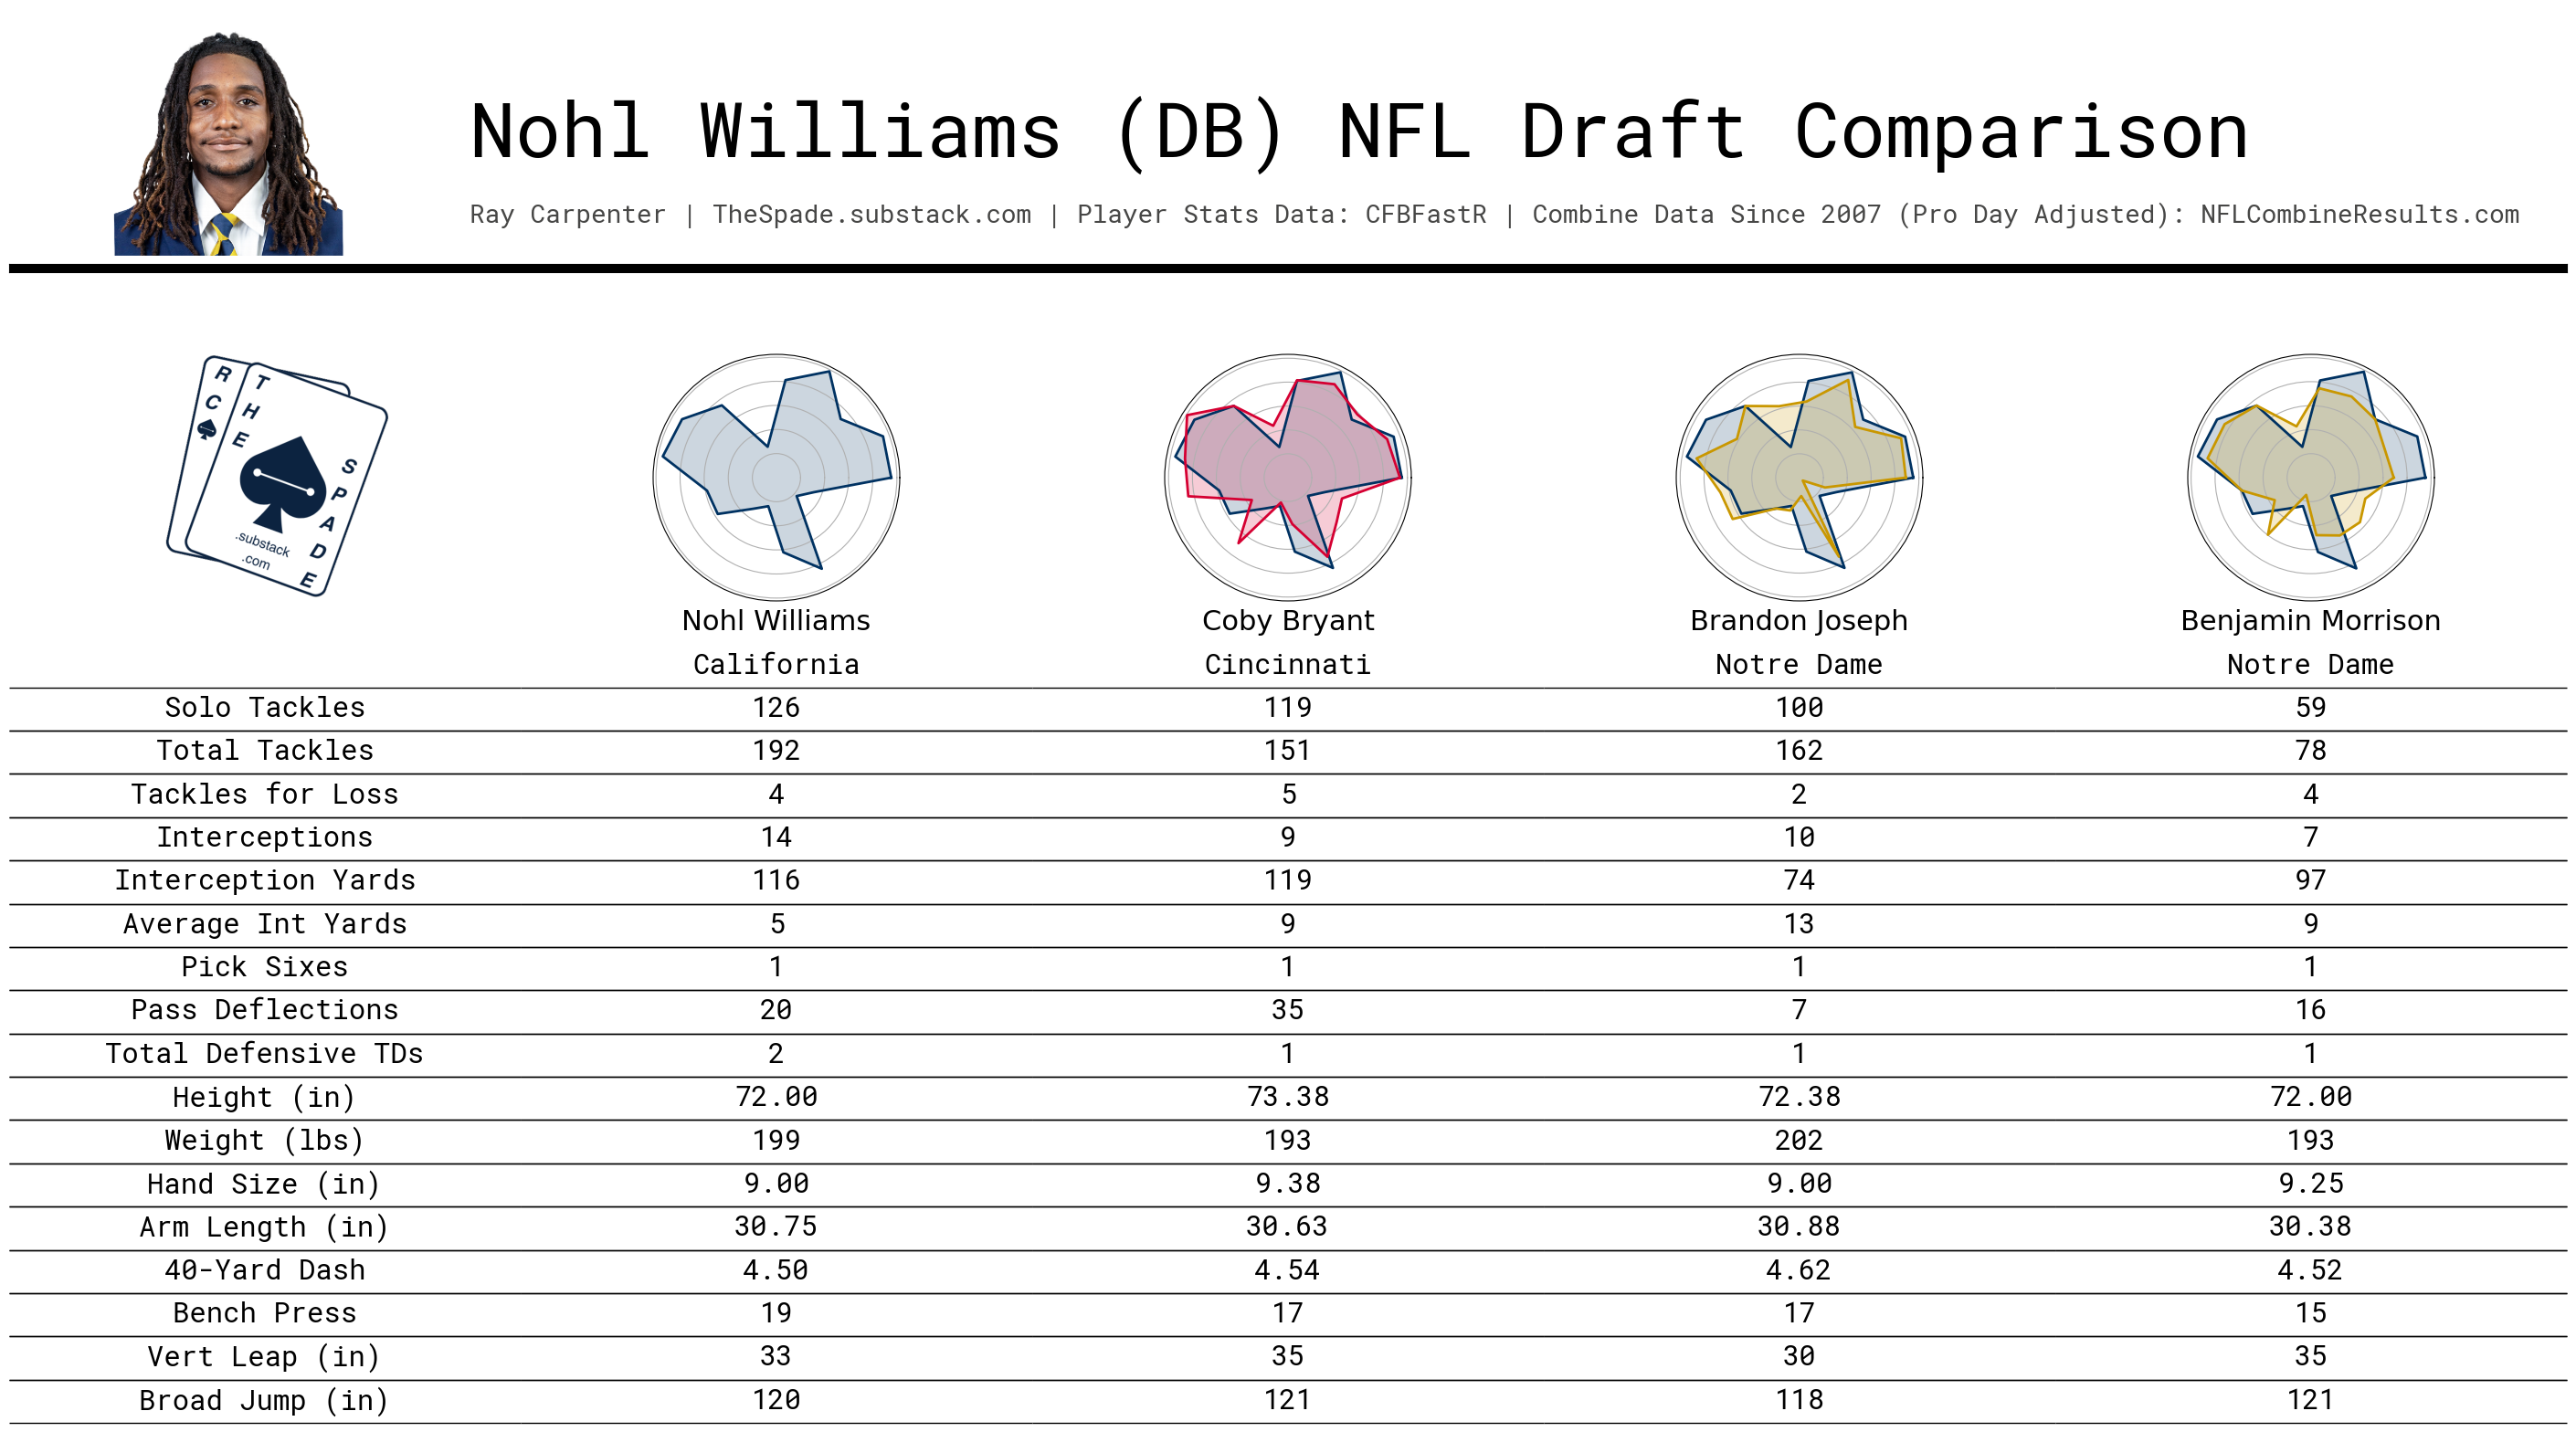 Nohl Williams (DB) NFL Draft Comparison
Ray Carpenter | TheSpade.substack.com | Player Stats Data: CFBFastR | Combine Data Since 2007 (Pro Day Adjusted): NFLCombineResults.com
RC
THE
SPADE
.substack
.com
Nohl Williams Coby Bryant Brandon Joseph Benjamin Morrison
California Cincinnati Notre Dame Notre Dame
Solo Tackles 126 119 100 59
Total Tackles 192 151 162 78
Tackles for Loss 4 5 2 4
Interceptions 14 9 10 7
Interception Yards 116 119 74 97
Average Int Yards 5 9 13 9
Pick Sixes 1 1 1 1
Pass Deflections 20 35 7 16
Total Defensive TDs 2 1 1 1
Height (in) 72.00 73.38 72.38 72.00
Weight (lbs) 199 193 202 193
Hand Size (in) 9.00 9.38 9.00 9.25
Arm Length (in) 30.75 30.63 30.88 30.38
40-Yard Dash 4.50 4.54 4.62 4.52
Bench Press 19 17 17 15
Vert Leap (in) 33 35 30 35
Broad Jump (in) 120 121 118 121